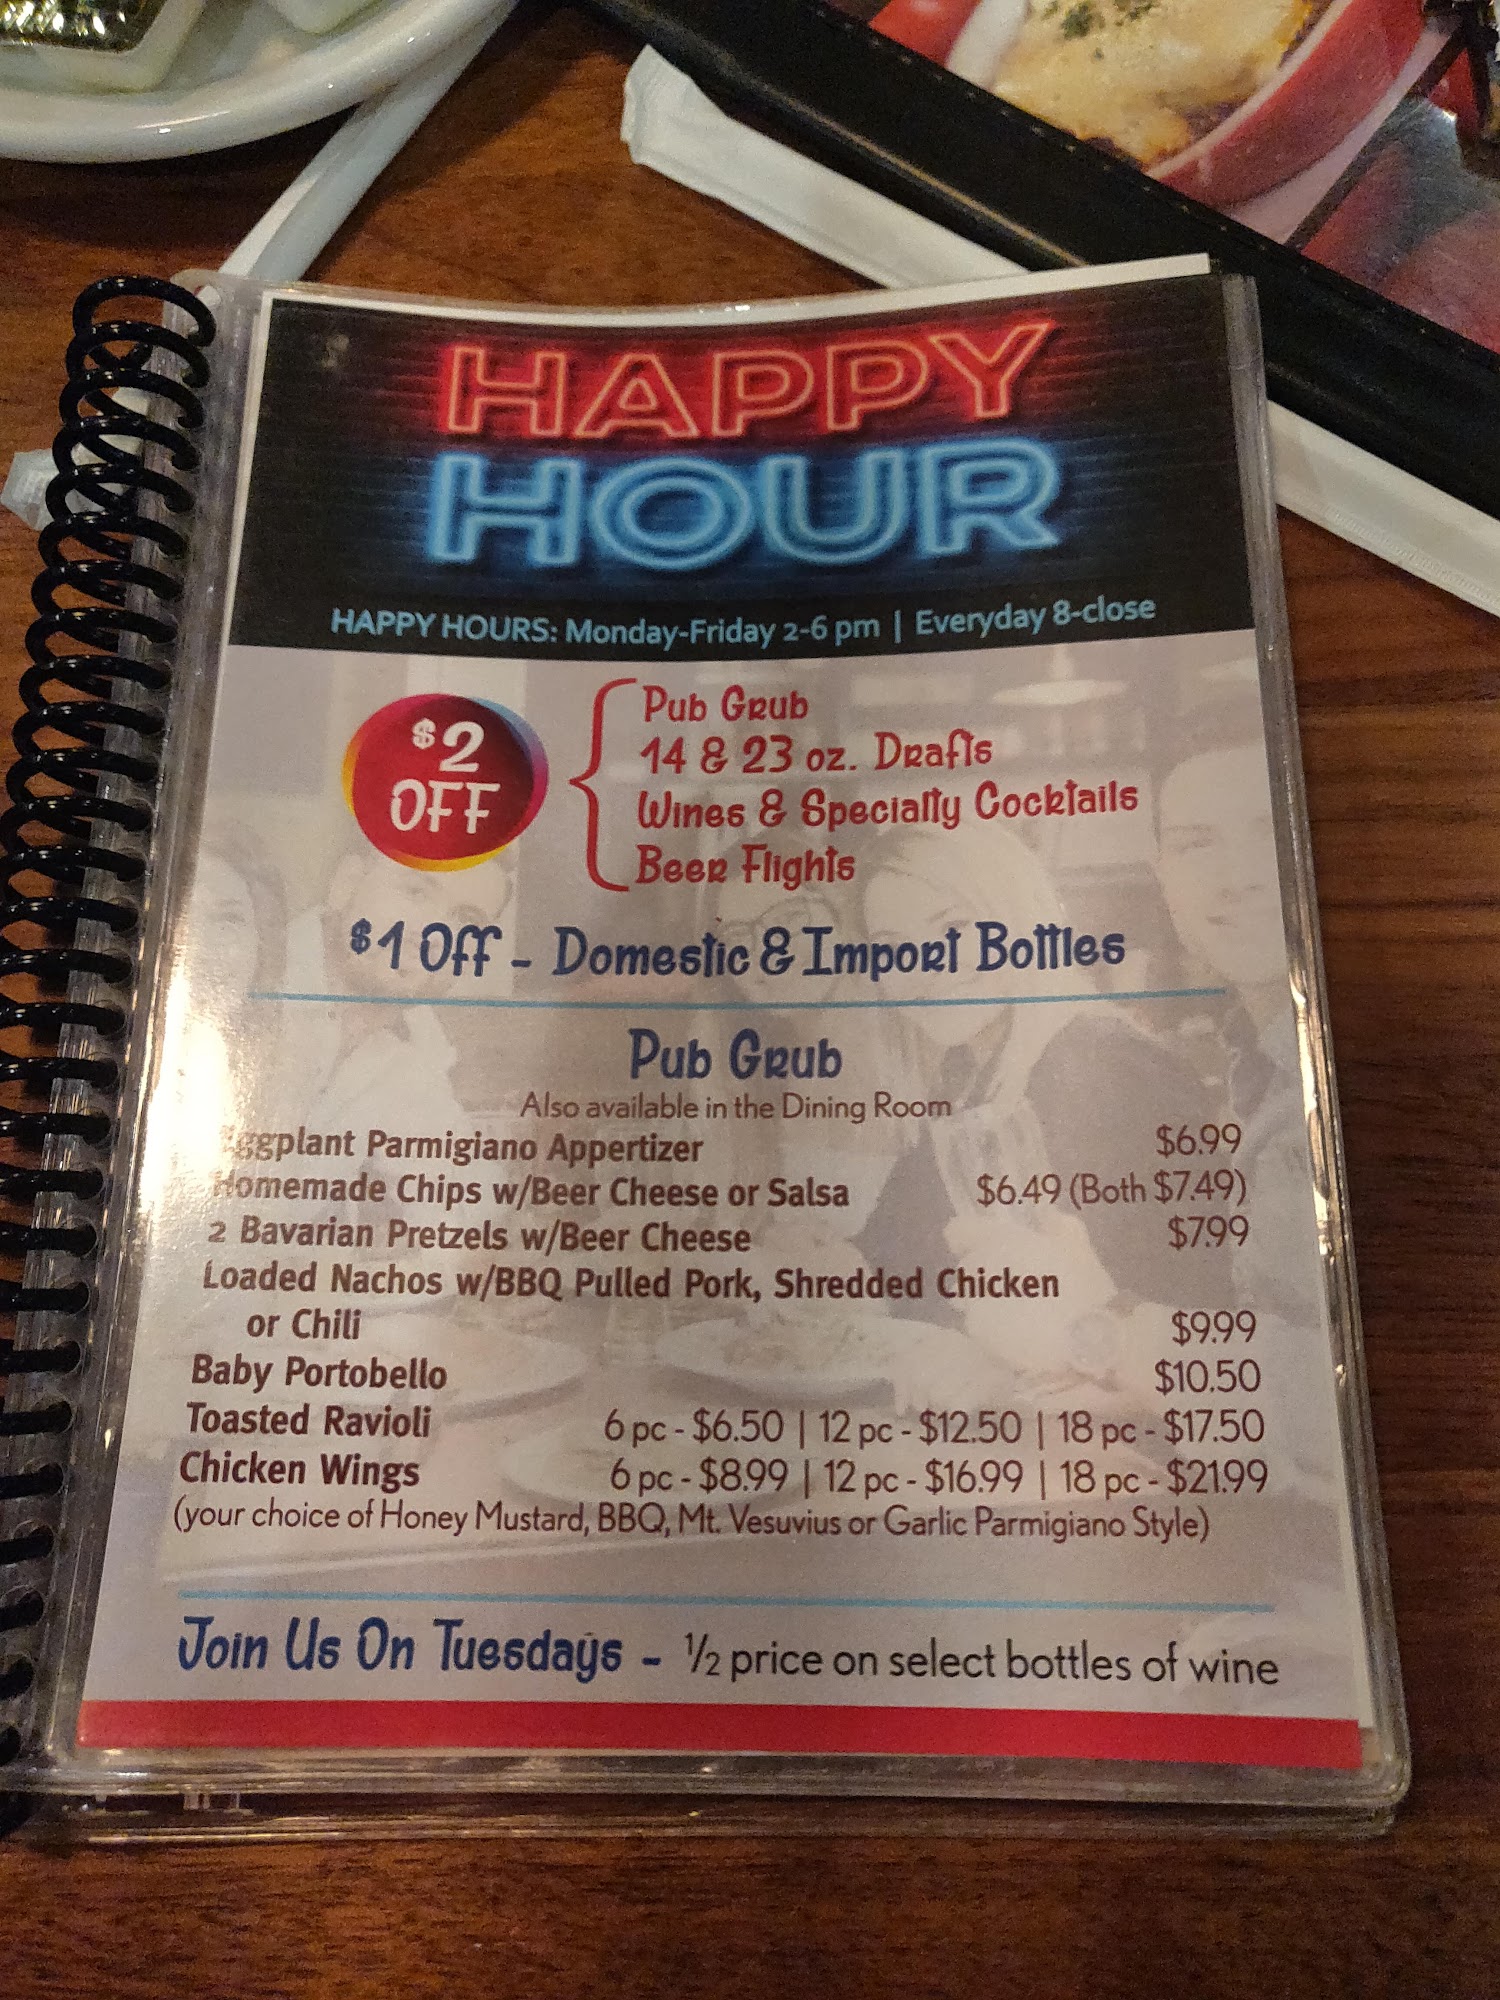 HAPPY
HOUR
HAPPY HOURS: Monday-Friday 2-6 pm | Everyday 8-close
$2 OFF
Pub Grub
14 & 23 oz. Drafts
Wines & Specialty Cocktails
Beer Flights
$1 Off - Domestic & Import Bottles
Pub Grub
Also available in the Dining Room
Eggplant Parmigiano Appertizer $6.99
Homemade Chips w/Beer Cheese or Salsa $6.49 (Both $7.49)
2 Bavarian Pretzels w/Beer Cheese $7.99
Loaded Nachos w/BBQ Pulled Pork, Shredded Chicken
or Chili $9.99
Baby Portobello $10.50
Toasted Ravioli 6 pc - $6.50 | 12 pc - $12.50 | 18 pc - $17.50
Chicken Wings 6 pc - $8.99 | 12 pc - $16.99 | 18 pc - $21.99
(your choice of Honey Mustard, BBQ, Mt. Vesuvius or Garlic Parmigiano Style)
Join Us On Tuesdays - ½ price on select bottles of wine